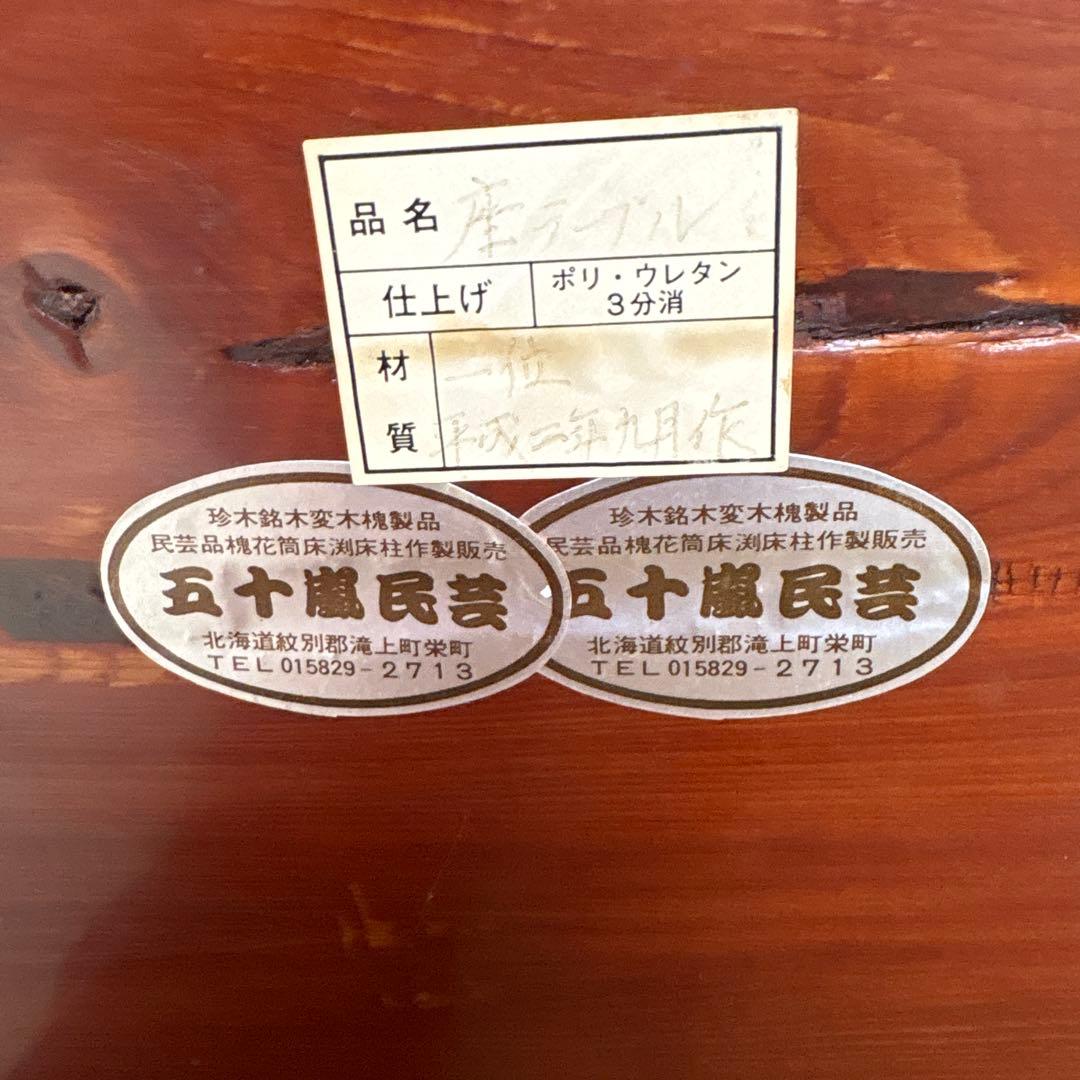 品名 座テーブル
仕上げ ポリ・ウレタン
3分消
材質 一位
平成二年九月作
珍木銘木変木槐製品
民芸品槐花筒床渕床柱作製販売
五十嵐民芸
北海道紋別郡滝上町栄町
TEL 015829-2713
珍木銘木変木槐製品
民芸品槐花筒床渕床柱作製販売
五十嵐民芸
北海道紋別郡滝上町栄町
TEL 015829-2713